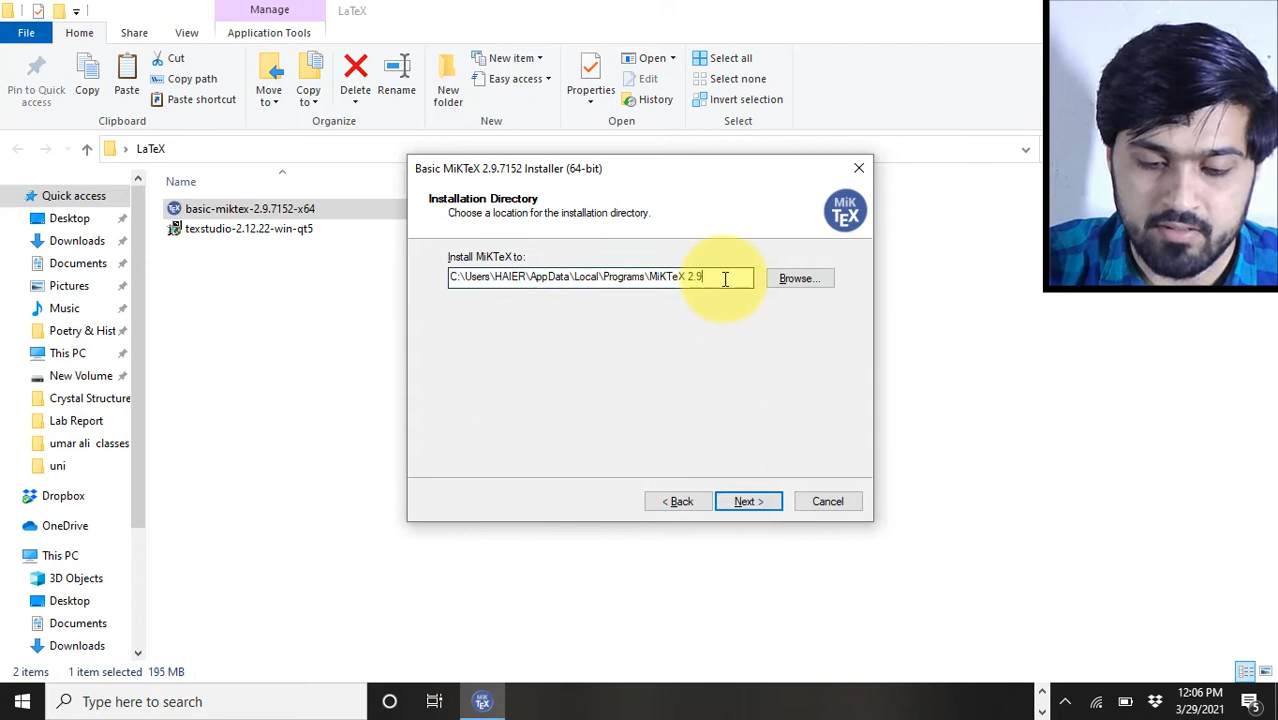 Manage
LaTeX
File
Home
Share
View
Application Tools
Pin to Quick access
Copy
Paste
Cut
Copy path
Paste shortcut
Clipboard
Move to
Copy to
Delete
Rename
Organize
New folder
New item
Easy access
New
Properties
Open
Edit
History
Open
Select all
Select none
Invert selection
Select
LaTeX
Name
Quick access
Desktop
Downloads
Documents
Pictures
Music
Poetry & Hist
This PC
New Volume
Crystal Structure
Lab Report
umar ali classes
uni
Dropbox
OneDrive
This PC
3D Objects
Desktop
Documents
Downloads
basic-miktex-2.9.7152-x64
texstudio-2.12.22-win-qt5
Basic MiKTeX 2.9.7152 Installer (64-bit)
Installation Directory
Choose a location for the installation directory.
MiK
TEX
Install MiKTeX to:
C:\Users\HAIER\AppData\Local\Programs\MiKTeX 2.9
Browse...
< Back
Next >
Cancel
2 items
1 item selected 195 MB
Type here to search
12:06 PM
3/29/2021
5